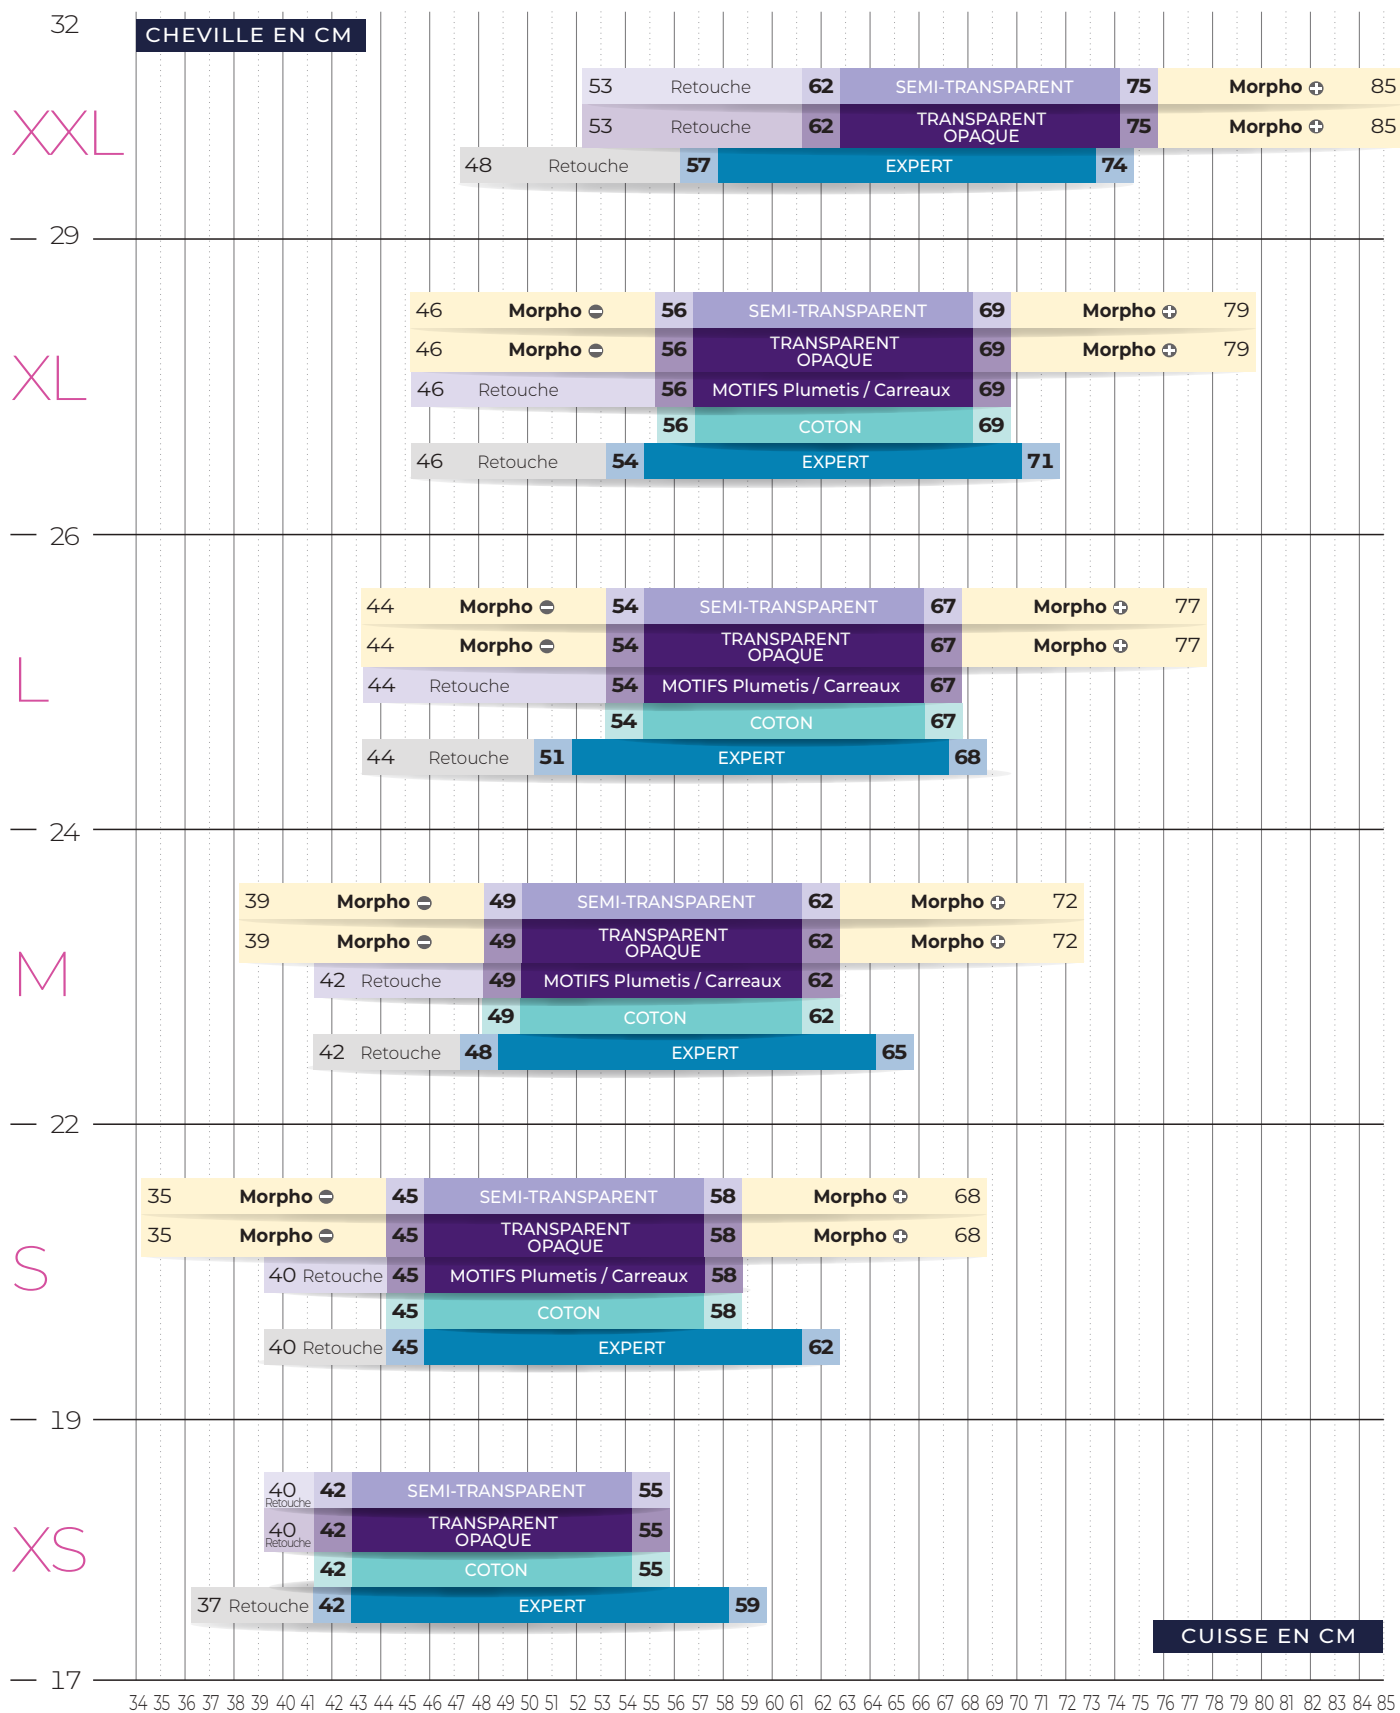 32
CHEVILLE EN CM
53 Retouche 62 SEMI-TRANSPARENT 75 Morpho + 85
XXL
53 Retouche 62 TRANSPARENT OPAQUE 75 Morpho + 85
48 Retouche 57 EXPERT 74
29
46 Morpho - 56 SEMI-TRANSPARENT 69 Morpho + 79
46 Morpho - 56 TRANSPARENT OPAQUE 69 Morpho + 79
XL
46 Retouche 56 MOTIFS Plumetis / Carreaux 69
56 COTON 69
46 Retouche 54 EXPERT 71
26
44 Morpho - 54 SEMI-TRANSPARENT 67 Morpho + 77
44 Morpho - 54 TRANSPARENT OPAQUE 67 Morpho + 77
L
44 Retouche 54 MOTIFS Plumetis / Carreaux 67
54 COTON 67
44 Retouche 51 EXPERT 68
24
39 Morpho - 49 SEMI-TRANSPARENT 62 Morpho + 72
39 Morpho - 49 TRANSPARENT OPAQUE 62 Morpho + 72
M
42 Retouche 49 MOTIFS Plumetis / Carreaux 62
49 COTON 62
42 Retouche 48 EXPERT 65
22
35 Morpho - 45 SEMI-TRANSPARENT 58 Morpho + 68
35 Morpho - 45 TRANSPARENT OPAQUE 58 Morpho + 68
S
40 Retouche 45 MOTIFS Plumetis / Carreaux 58
45 COTON 58
40 Retouche 45 EXPERT 62
19
40 Retouche 42 SEMI-TRANSPARENT 55
40 Retouche 42 TRANSPARENT OPAQUE 55
XS
42 COTON 55
37 Retouche 42 EXPERT 59
CUISSE EN CM
17
34 35 36 37 38 39 40 41 42 43 44 45 46 47 48 49 50 51 52 53 54 55 56 57 58 59 60 61 62 63 64 65 66 67 68 69 70 71 72 73 74 75 76 77 78 79 80 81 82 83 84 85